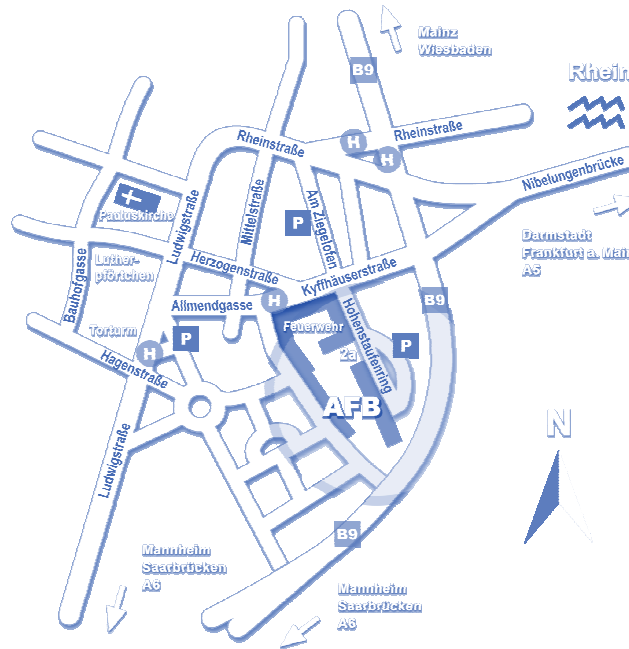 Mainz
Wiesbaden
B9
Rhein
Rheinstraße
H
Rheinstraße
H
Nibelungenbrücke
Pauluskirche
Ludwigstraße
Mittelstraße
Am Ziegelofen
P
Darmstadt
Frankfurt a. Main
A5
Bauhofgasse
Luther-
pförtchen
Herzogenstraße
Kyffhäuserstraße
Allmendgasse
H
B9
Feuerwehr
Hohenstaufenring
Torturm
H
P
P
2a
Hagenstraße
AFB
N
Ludwigstraße
B9
Mannheim
Saarbrücken
A6
Mannheim
Saarbrücken
A6